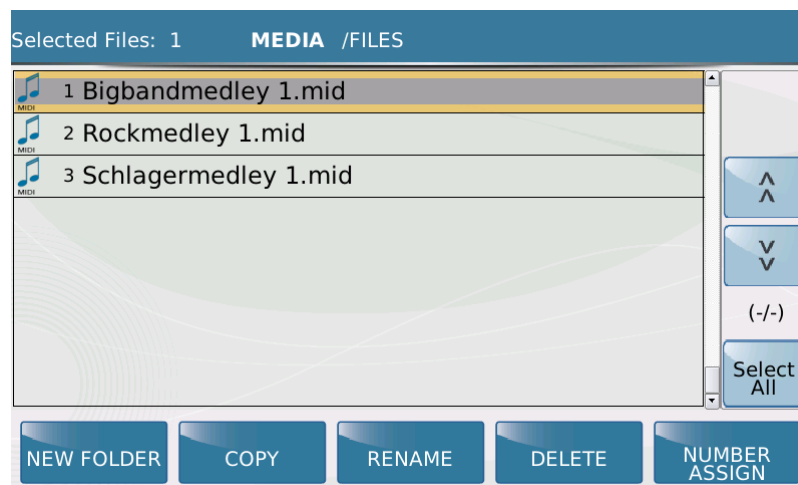 Selected Files: 1 MEDIA /FILES
MIDI 1 Bigbandmedley 1.mid
MIDI 2 Rockmedley 1.mid
MIDI 3 Schlagermedley 1.mid
(-/-)
Select
All
NEW FOLDER COPY RENAME DELETE NUMBER
ASSIGN